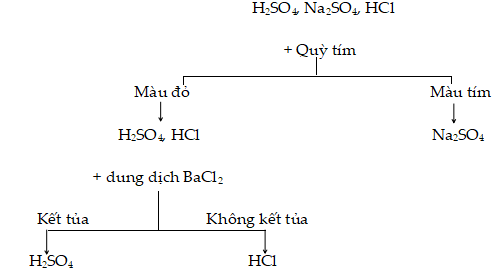 H₂SO₄, Na₂SO₄, HCl
+ Quỳ tím
Màu đỏ Màu tím
H₂SO₄, HCl Na₂SO₄
+ dung dịch BaCl₂
Kết tủa Không kết tủa
H₂SO₄ HCl